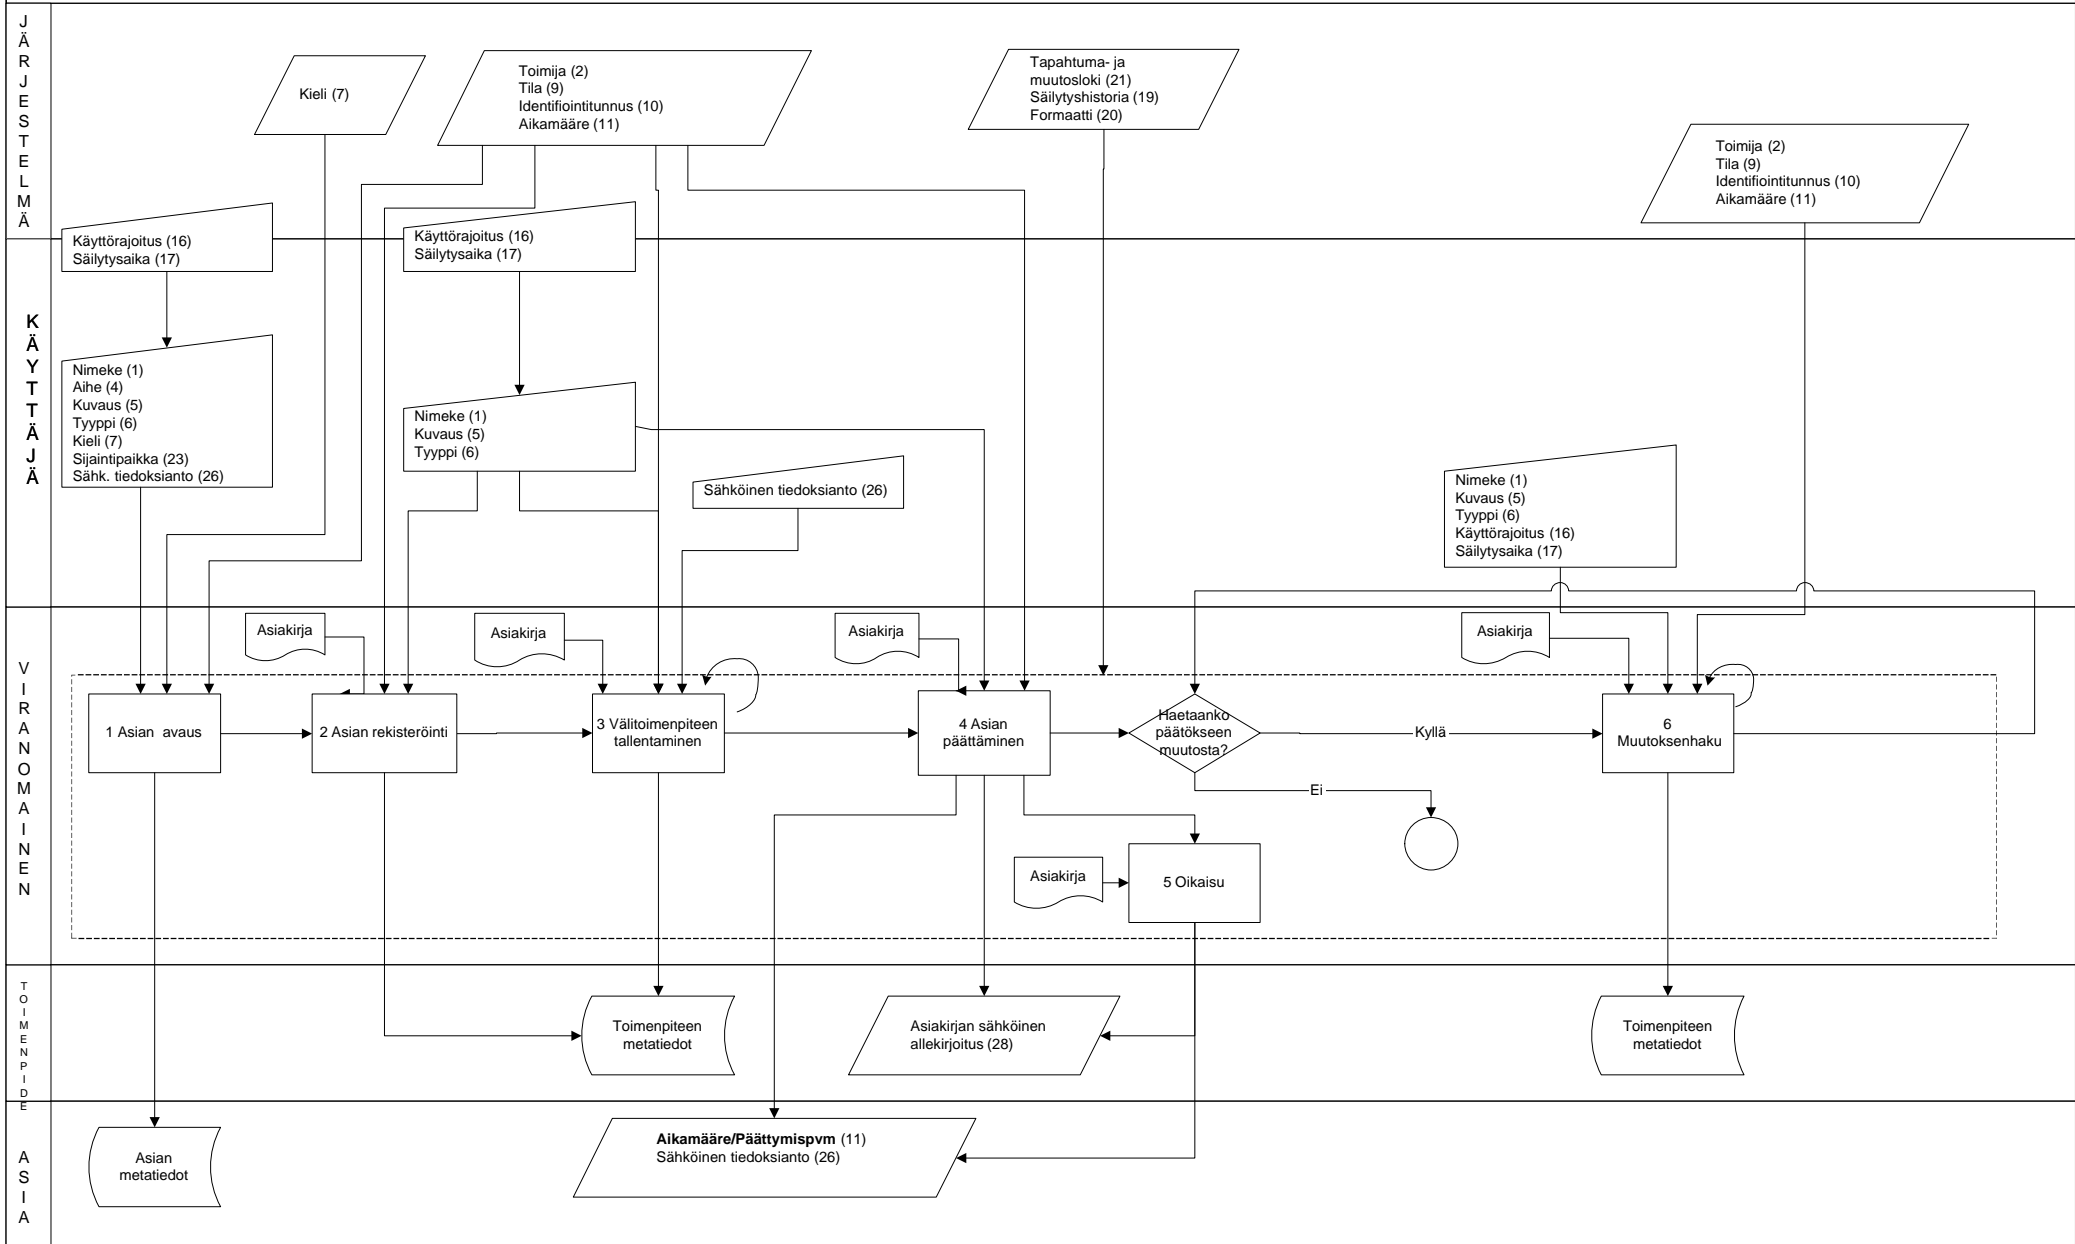 JÄRJESTELMÄ
Kieli (7)
Toimija (2)
Tila (9)
Identifiointitunnus (10)
Aikamääre (11)
Tapahtuma- ja
muutosloki (21)
Säilytyshistoria (19)
Formaatti (20)
Toimija (2)
Tila (9)
Identifiointitunnus (10)
Aikamääre (11)
Käyttörajoitus (16)
Säilytysaika (17)
Käyttörajoitus (16)
Säilytysaika (17)
KÄYTTÄJÄ
Nimeke (1)
Aihe (4)
Kuvaus (5)
Tyyppi (6)
Kieli (7)
Sijaintipaikka (23)
Sähk. tiedoksianto (26)
Nimeke (1)
Kuvaus (5)
Tyyppi (6)
Sähköinen tiedoksianto (26)
Nimeke (1)
Kuvaus (5)
Tyyppi (6)
Käyttörajoitus (16)
Säilytysaika (17)
VIRANOMAINEN
Asiakirja
Asiakirja
Asiakirja
Asiakirja
1 Asian avaus
2 Asian rekisteröinti
3 Välitoimenpiteen
tallentaminen
4 Asian
päättäminen
Haetaanko
päätökseen
muutosta?
Kyllä
6
Muutoksenhaku
Ei
Asiakirja
5 Oikaisu
TOIMENPIDE
Toimenpiteen
metatiedot
Asiakirjan sähköinen
allekirjoitus (28)
Toimenpiteen
metatiedot
ASIA
Asian
metatiedot
Aikamääre/Päättymispvm (11)
Sähköinen tiedoksianto (26)